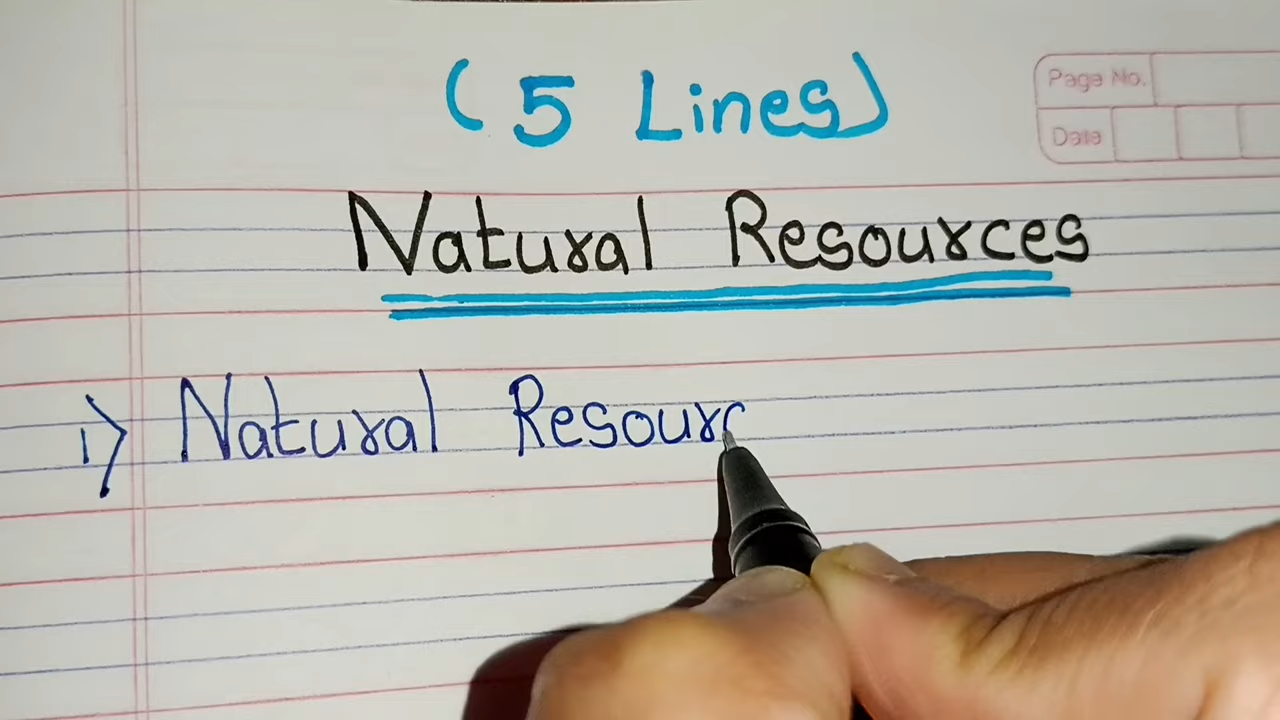 (5 Lines)
Page No.
Date
Natural Resources
1) Natural Resourc